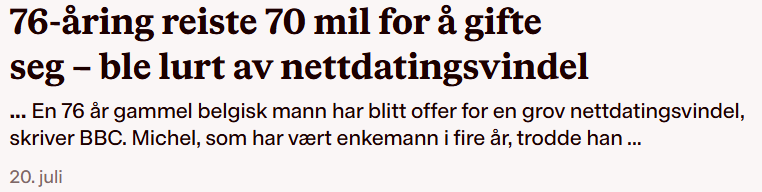 76-åring reiste 70 mil for å gifte
seg – ble lurt av nettdatingsvindel
... En 76 år gammel belgisk mann har blitt offer for en grov nettdatingsvindel,
skriver BBC. Michel, som har vært enkemann i fire år, trodde han ...
20. juli